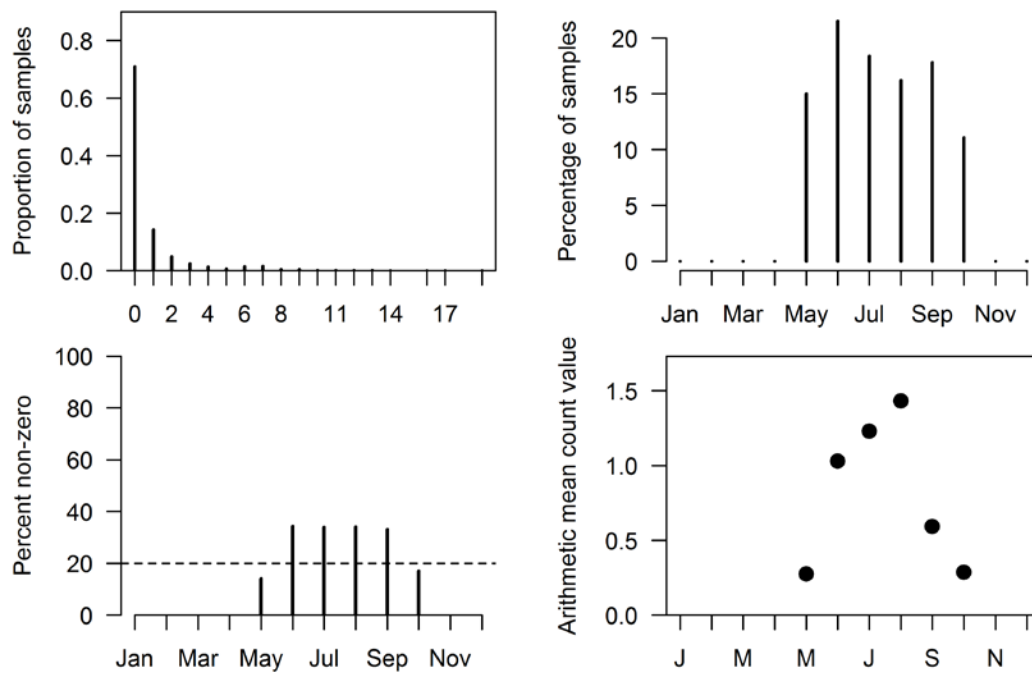 Proportion of samples
0.8
0.6
0.4
0.2
0.0
0 2 4 6 8 11 14 17
Percentage of samples
20
15
10
5
0
Jan Mar May Jul Sep Nov
Percent non-zero
100
80
60
40
20
0
Jan Mar May Jul Sep Nov
Arithmetic mean count value
1.5
1.0
0.5
0.0
J M M J S N